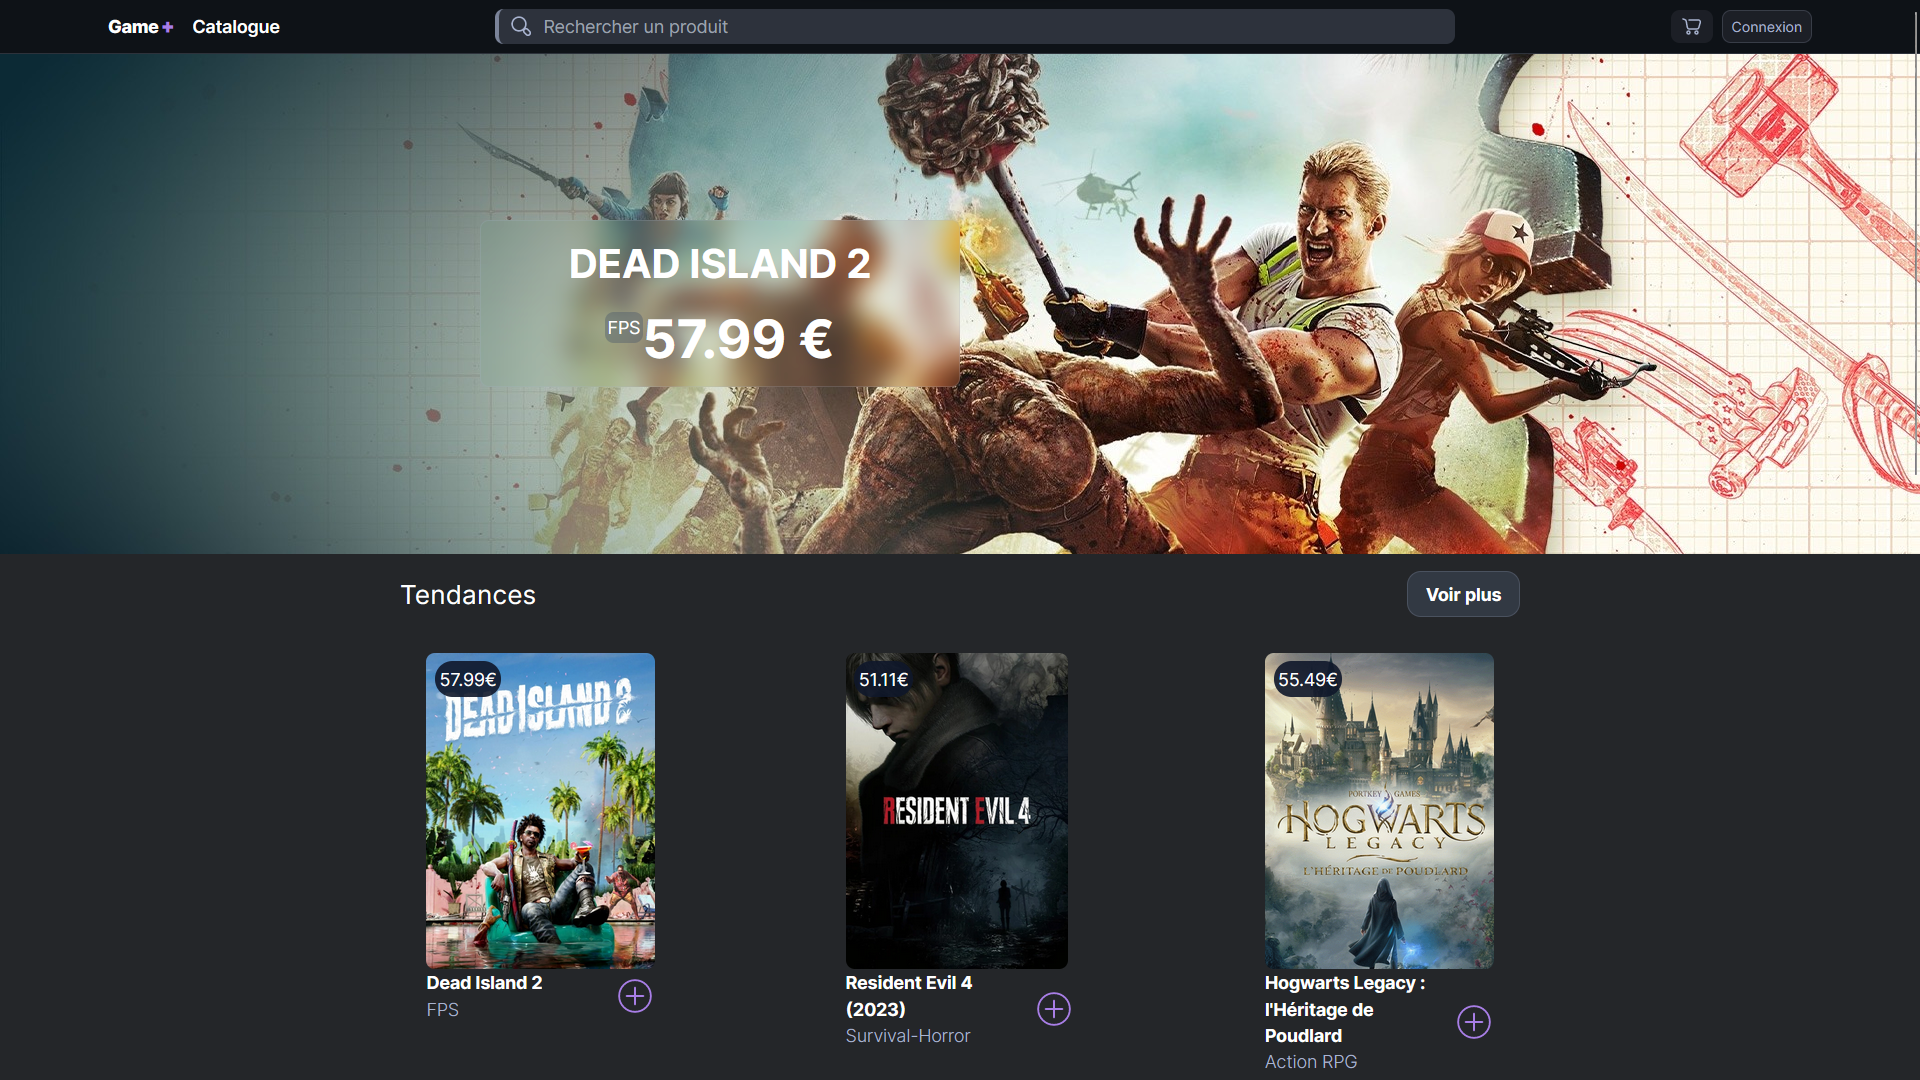 Game+ Catalogue
Rechercher un produit
Connexion
DEAD ISLAND 2
FPS 57.99 €
Tendances
Voir plus
57.99€
DEAD ISLAND 2
Dead Island 2
FPS
51.11€
RESIDENT EVIL 4
Resident Evil 4
(2023)
Survival-Horror
55.49€
PORTKEY GAMES
HOGWARTS
LEGACY
L'HÉRITAGE DE POUDLARD
Hogwarts Legacy :
l'Héritage de
Poudlard
Action RPG